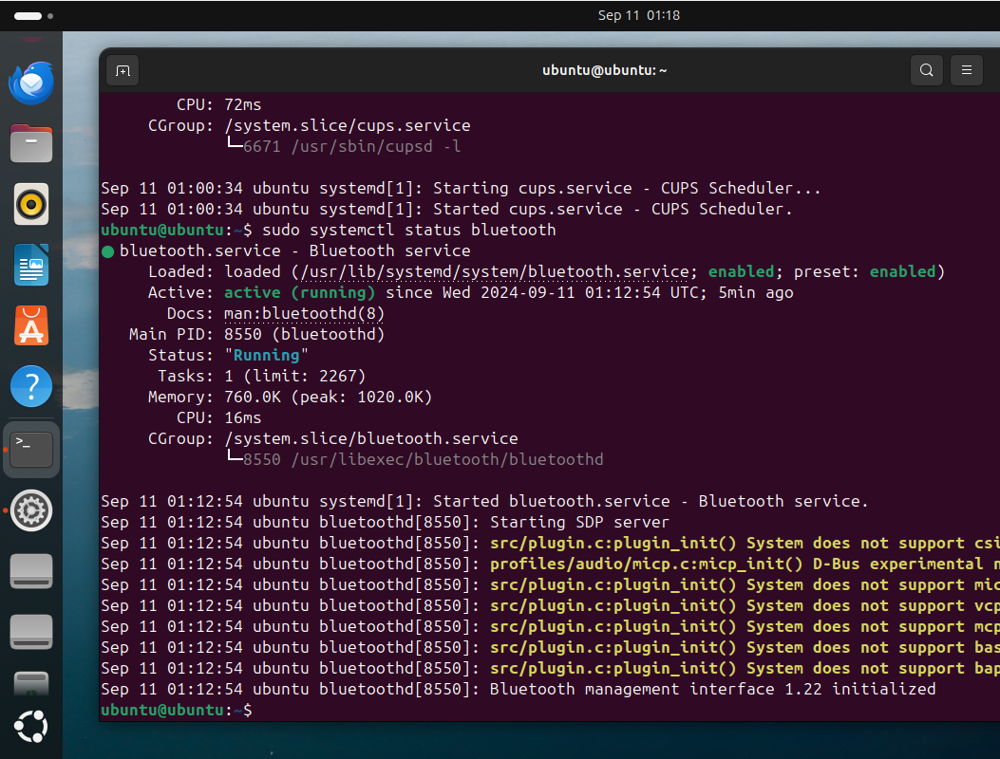 Sep 11 01:18
ubuntu@ubuntu: ~
CPU: 72ms
CGroup: /system.slice/cups.service
└─6671 /usr/sbin/cupsd -l
Sep 11 01:00:34 ubuntu systemd[1]: Starting cups.service - CUPS Scheduler...
Sep 11 01:00:34 ubuntu systemd[1]: Started cups.service - CUPS Scheduler.
ubuntu@ubuntu:~$ sudo systemctl status bluetooth
● bluetooth.service - Bluetooth service
Loaded: loaded (/usr/lib/systemd/system/bluetooth.service; enabled; preset: enabled)
Active: active (running) since Wed 2024-09-11 01:12:54 UTC; 5min ago
Docs: man:bluetoothd(8)
Main PID: 8550 (bluetoothd)
Status: "Running"
Tasks: 1 (limit: 2267)
Memory: 760.0K (peak: 1020.0K)
CPU: 16ms
CGroup: /system.slice/bluetooth.service
└─8550 /usr/libexec/bluetooth/bluetoothd
Sep 11 01:12:54 ubuntu systemd[1]: Started bluetooth.service - Bluetooth service.
Sep 11 01:12:54 ubuntu bluetoothd[8550]: Starting SDP server
Sep 11 01:12:54 ubuntu bluetoothd[8550]: src/plugin.c:plugin_init() System does not support csi
Sep 11 01:12:54 ubuntu bluetoothd[8550]: profiles/audio/micp.c:micp_init() D-Bus experimental n
Sep 11 01:12:54 ubuntu bluetoothd[8550]: src/plugin.c:plugin_init() System does not support mic
Sep 11 01:12:54 ubuntu bluetoothd[8550]: src/plugin.c:plugin_init() System does not support vcp
Sep 11 01:12:54 ubuntu bluetoothd[8550]: src/plugin.c:plugin_init() System does not support mcp
Sep 11 01:12:54 ubuntu bluetoothd[8550]: src/plugin.c:plugin_init() System does not support bas
Sep 11 01:12:54 ubuntu bluetoothd[8550]: src/plugin.c:plugin_init() System does not support bap
Sep 11 01:12:54 ubuntu bluetoothd[8550]: Bluetooth management interface 1.22 initialized
ubuntu@ubuntu:~$